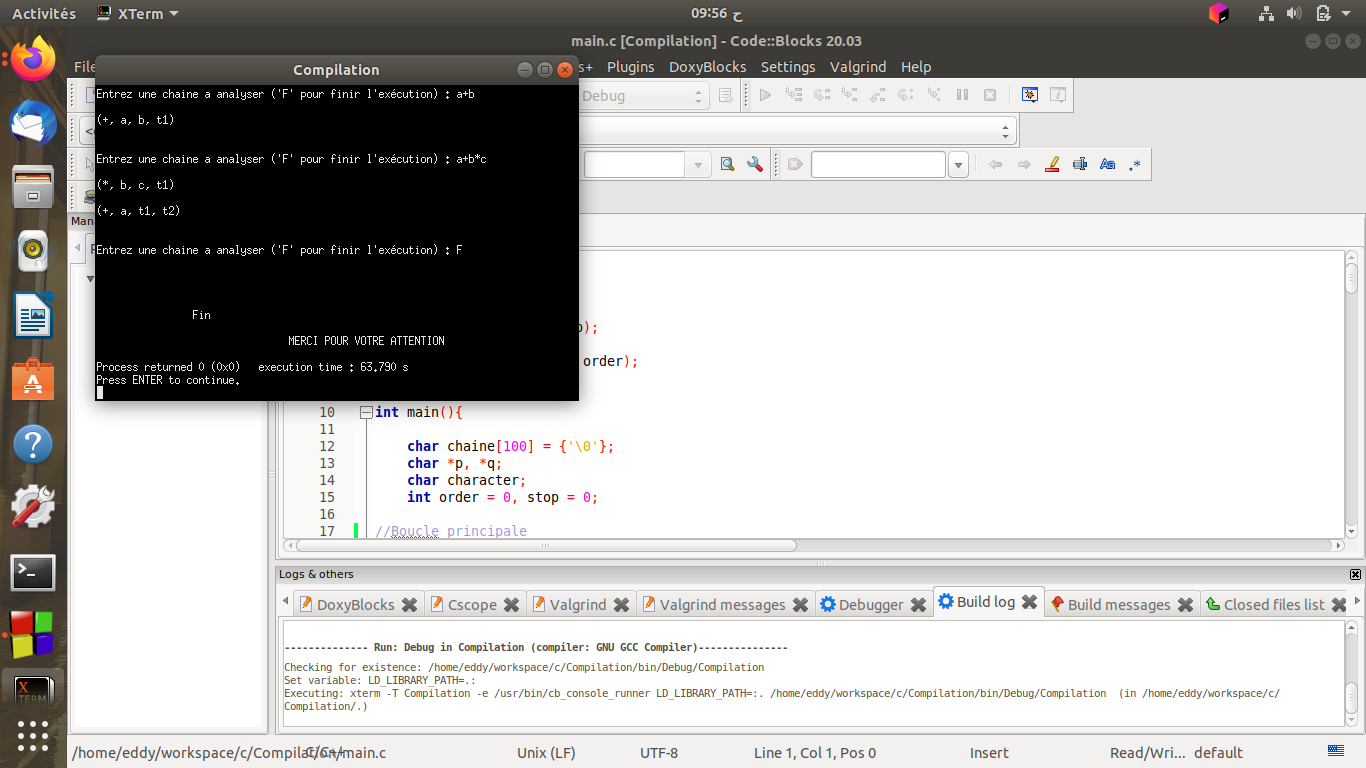 Activités XTerm 09:56 ح
main.c [Compilation] - Code::Blocks 20.03
File s+ Plugins DoxyBlocks Settings Valgrind Help
Compilation
Debug
Entrez une chaine a analyser ('F' pour finir l'exécution) : a+b
(+, a, b, t1)
Entrez une chaine a analyser ('F' pour finir l'exécution) : a+b*c
(*, b, c, t1)
(+, a, t1, t2)
Entrez une chaine a analyser ('F' pour finir l'exécution) : F
Fin
MERCI POUR VOTRE ATTENTION
Process returned 0 (0x0) execution time : 63.790 s
Press ENTER to continue.
Aa .*
Mana
);
order);
10 int main(){
11
12 char chaine[100] = {'\0'};
13 char *p, *q;
14 char character;
15 int order = 0, stop = 0;
16
17 //Boucle principale
Logs & others
DoxyBlocks Cscope Valgrind Valgrind messages Debugger Build log Build messages Closed files list
-------------- Run: Debug in Compilation (compiler: GNU GCC Compiler)---------------
Checking for existence: /home/eddy/workspace/c/Compilation/bin/Debug/Compilation
Set variable: LD_LIBRARY_PATH=.:
Executing: xterm -T Compilation -e /usr/bin/cb_console_runner LD_LIBRARY_PATH=:. /home/eddy/workspace/c/Compilation/bin/Debug/Compilation (in /home/eddy/workspace/c/
Compilation/.)
X
TERM
/home/eddy/workspace/c/Compilation/main.c C/C++ Unix (LF) UTF-8 Line 1, Col 1, Pos 0 Insert Read/Wri... default